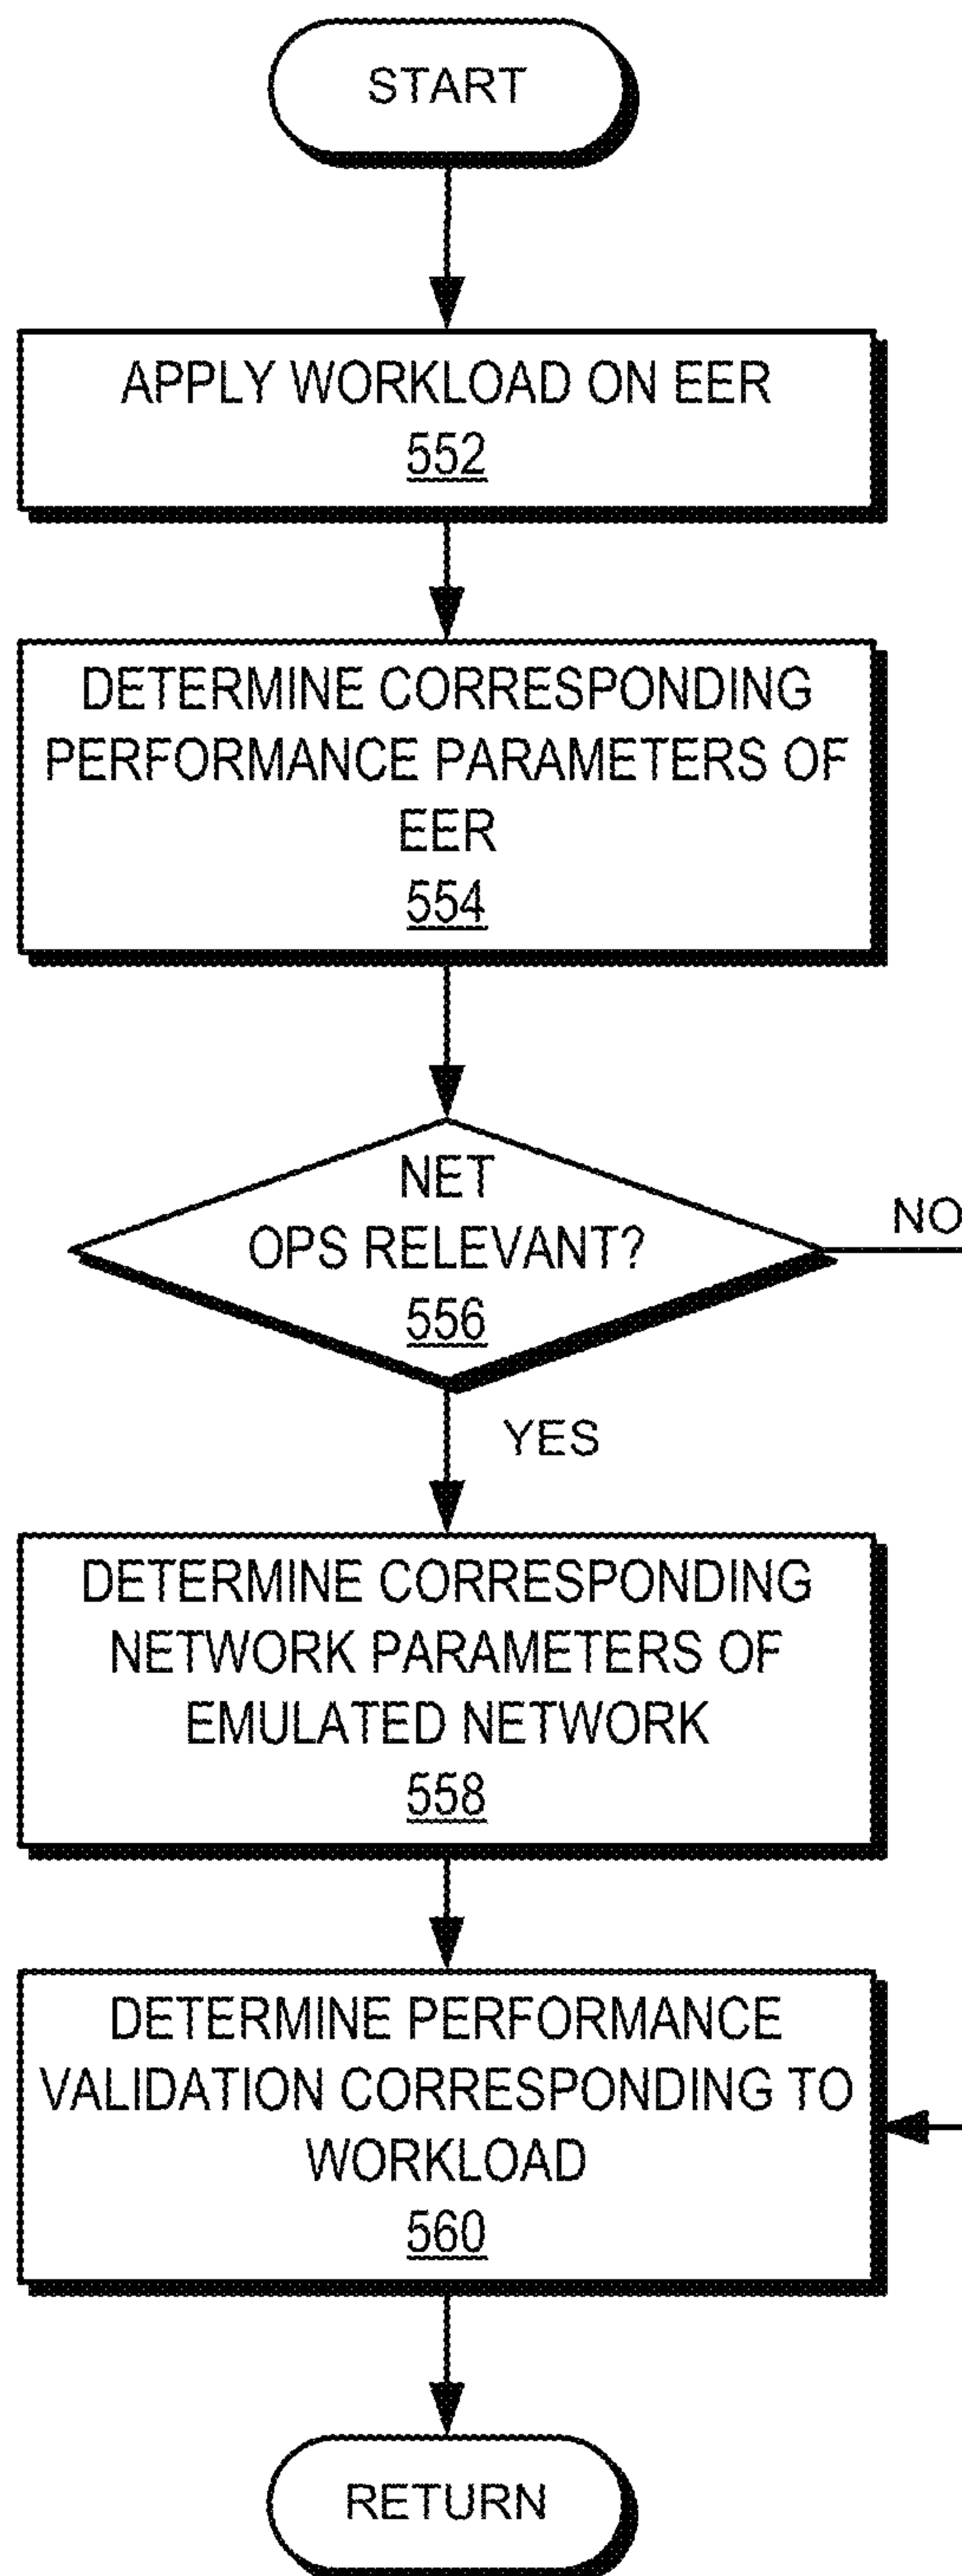 START
APPLY WORKLOAD ON EER
552
DETERMINE CORRESPONDING
PERFORMANCE PARAMETERS OF
EER
554
NET
OPS RELEVANT?
556
NO
YES
DETERMINE CORRESPONDING
NETWORK PARAMETERS OF
EMULATED NETWORK
558
DETERMINE PERFORMANCE
VALIDATION CORRESPONDING TO
WORKLOAD
560
RETURN